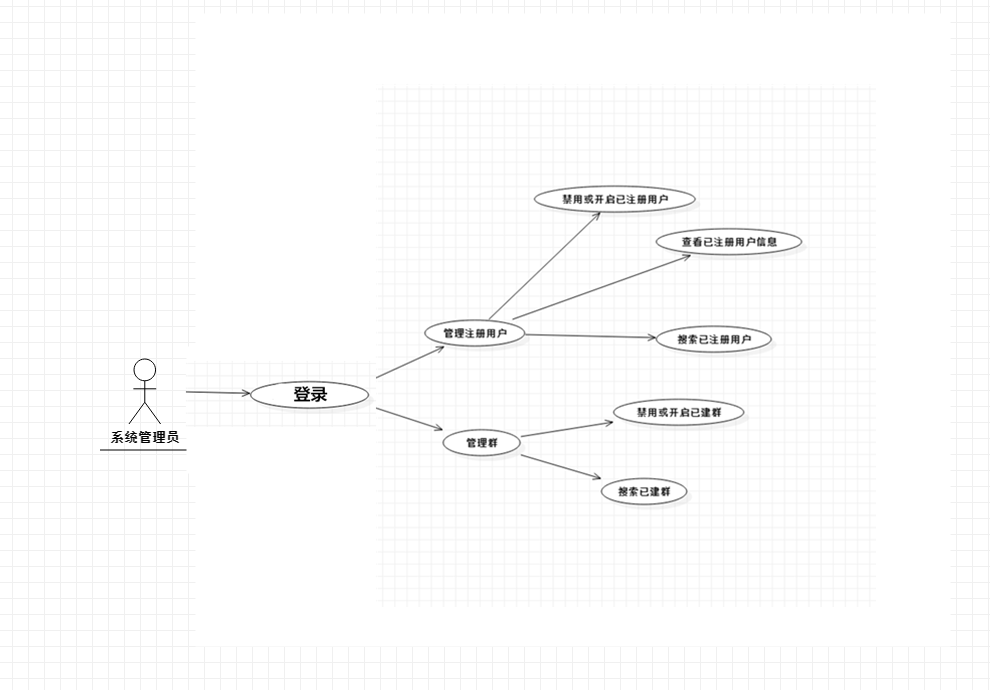 禁用或开启已注册用户
查看已注册用户信息
管理注册用户
搜索已注册用户
系统管理员
登录
禁用或开启已建群
管理群
搜索已建群